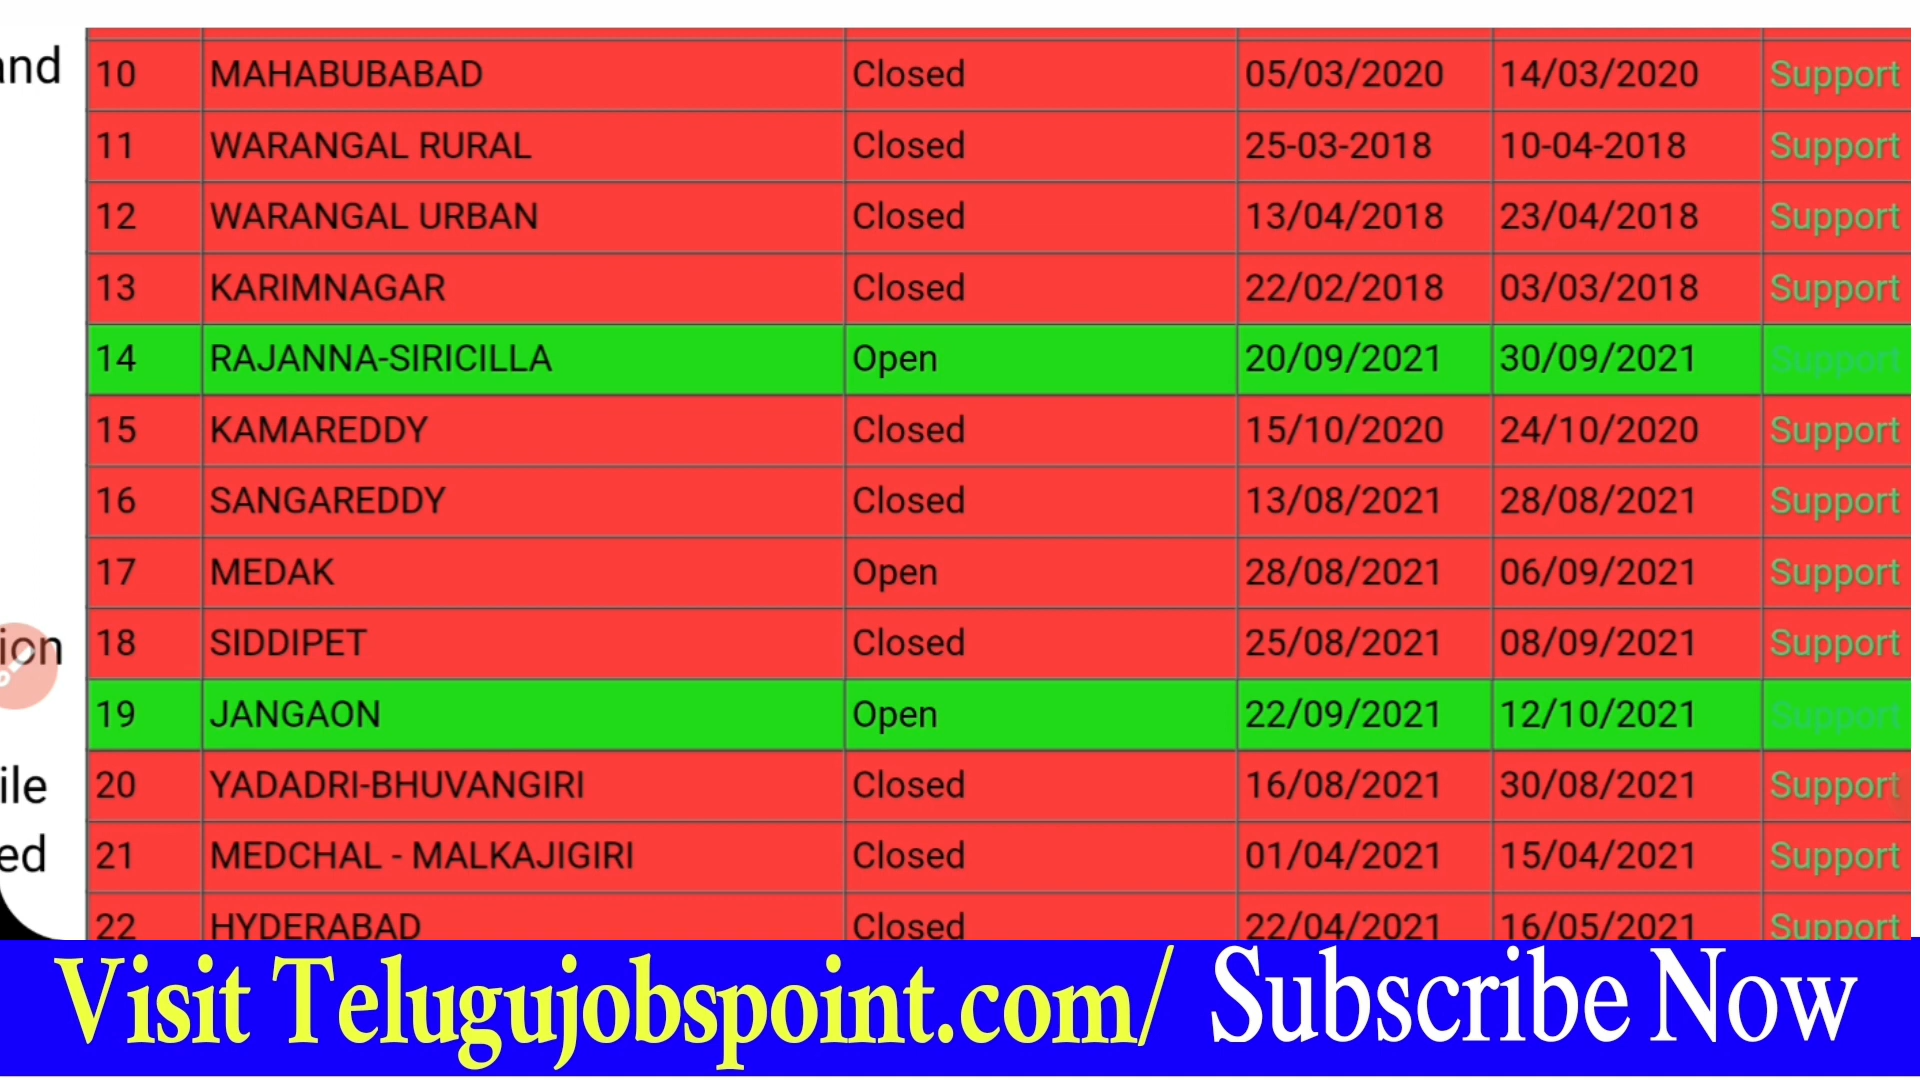 and
10 MAHABUBABAD Closed 05/03/2020 14/03/2020 Support
11 WARANGAL RURAL Closed 25-03-2018 10-04-2018 Support
12 WARANGAL URBAN Closed 13/04/2018 23/04/2018 Support
13 KARIMNAGAR Closed 22/02/2018 03/03/2018 Support
14 RAJANNA-SIRICILLA Open 20/09/2021 30/09/2021 Support
15 KAMAREDDY Closed 15/10/2020 24/10/2020 Support
16 SANGAREDDY Closed 13/08/2021 28/08/2021 Support
17 MEDAK Open 28/08/2021 06/09/2021 Support
ion 18 SIDDIPET Closed 25/08/2021 08/09/2021 Support
19 JANGAON Open 22/09/2021 12/10/2021 Support
ile 20 YADADRI-BHUVANGIRI Closed 16/08/2021 30/08/2021 Support
ed 21 MEDCHAL - MALKAJIGIRI Closed 01/04/2021 15/04/2021 Support
22 HYDERABAD Closed 22/04/2021 16/05/2021 Support
Visit Telugujobspoint.com/ Subscribe Now